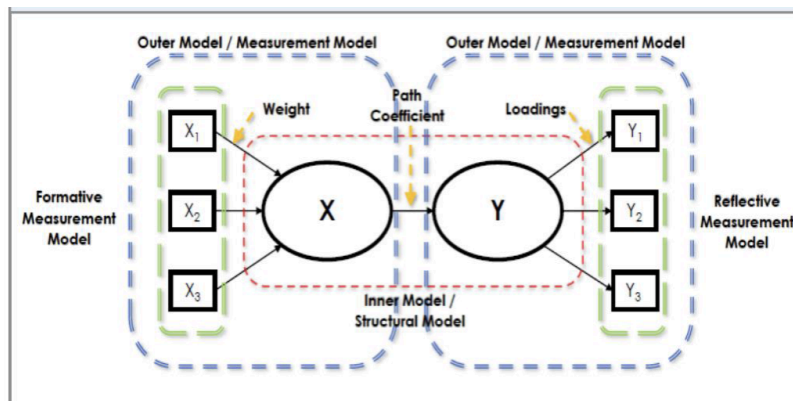 Outer Model / Measurement Model
Outer Model / Measurement Model
Weight
Path
Coefficient
Loadings
X1
Y1
Formative
Measurement
Model
X2
X
Y
Y2
Reflective
Measurement
Model
X3
Y3
Inner Model /
Structural Model